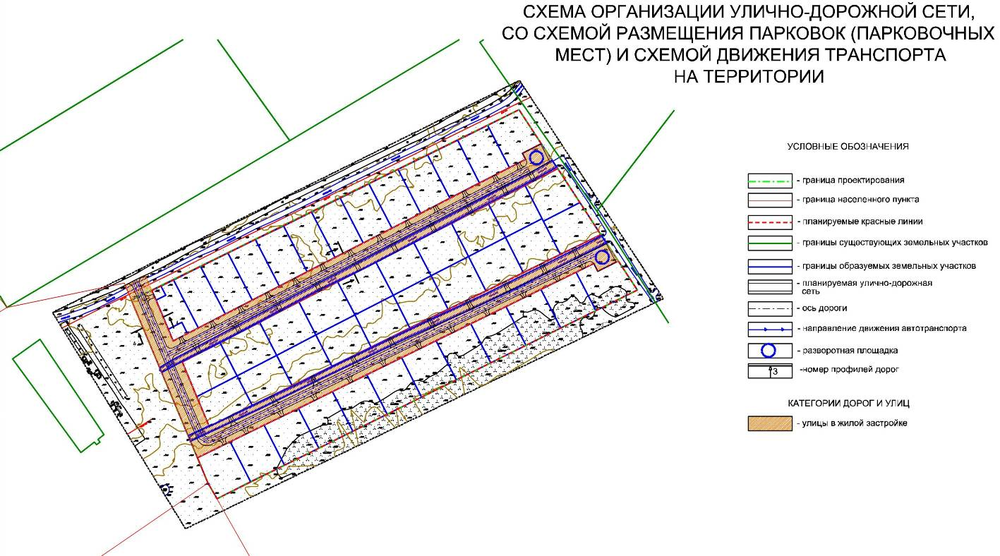 СХЕМА ОРГАНИЗАЦИИ УЛИЧНО-ДОРОЖНОЙ СЕТИ,
СО СХЕМОЙ РАЗМЕЩЕНИЯ ПАРКОВОК (ПАРКОВОЧНЫХ
МЕСТ) И СХЕМОЙ ДВИЖЕНИЯ ТРАНСПОРТА
НА ТЕРРИТОРИИ
УСЛОВНЫЕ ОБОЗНАЧЕНИЯ
- граница проектирования
- граница населенного пункта
- планируемые красные линии
- границы существующих земельных участков
- границы образуемых земельных участков
- планируемая улично-дорожная
сеть
- ось дороги
- направление движения автотранспорта
- разворотная площадка
3
-номер профилей дорог
КАТЕГОРИИ ДОРОГ И УЛИЦ
- улицы в жилой застройке